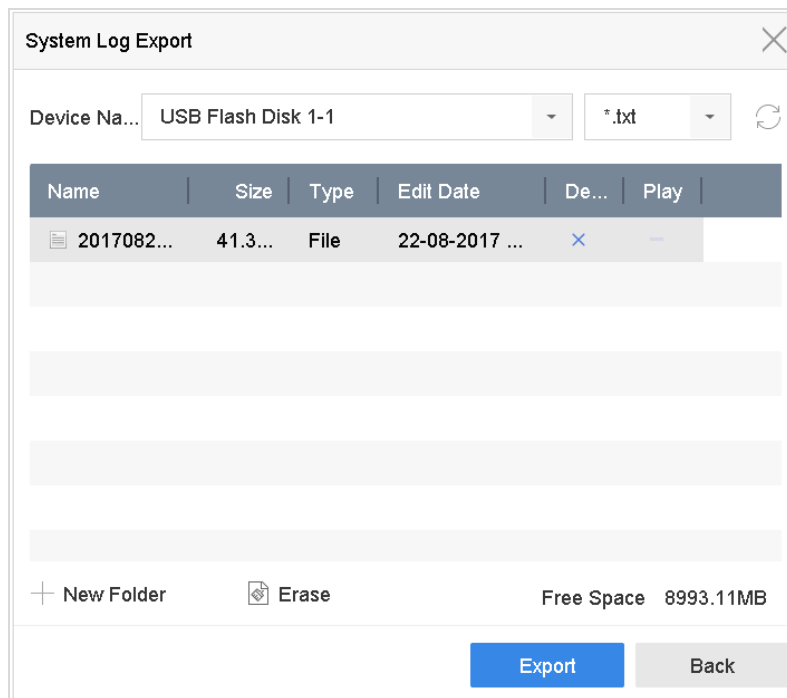 System Log Export
Device Na... USB Flash Disk 1-1 *.txt
Name Size Type Edit Date De... Play
2017082... 41.3... File 22-08-2017 ...
New Folder Erase Free Space 8993.11MB
Export Back